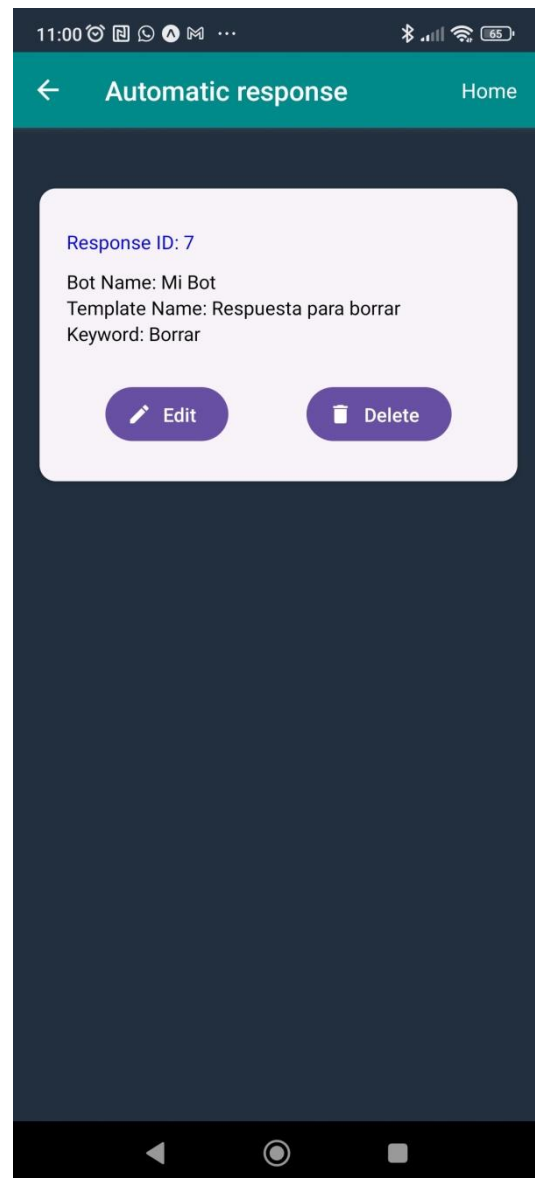 11:00
65
Automatic response
Home
Response ID: 7
Bot Name: Mi Bot
Template Name: Respuesta para borrar
Keyword: Borrar
Edit
Delete